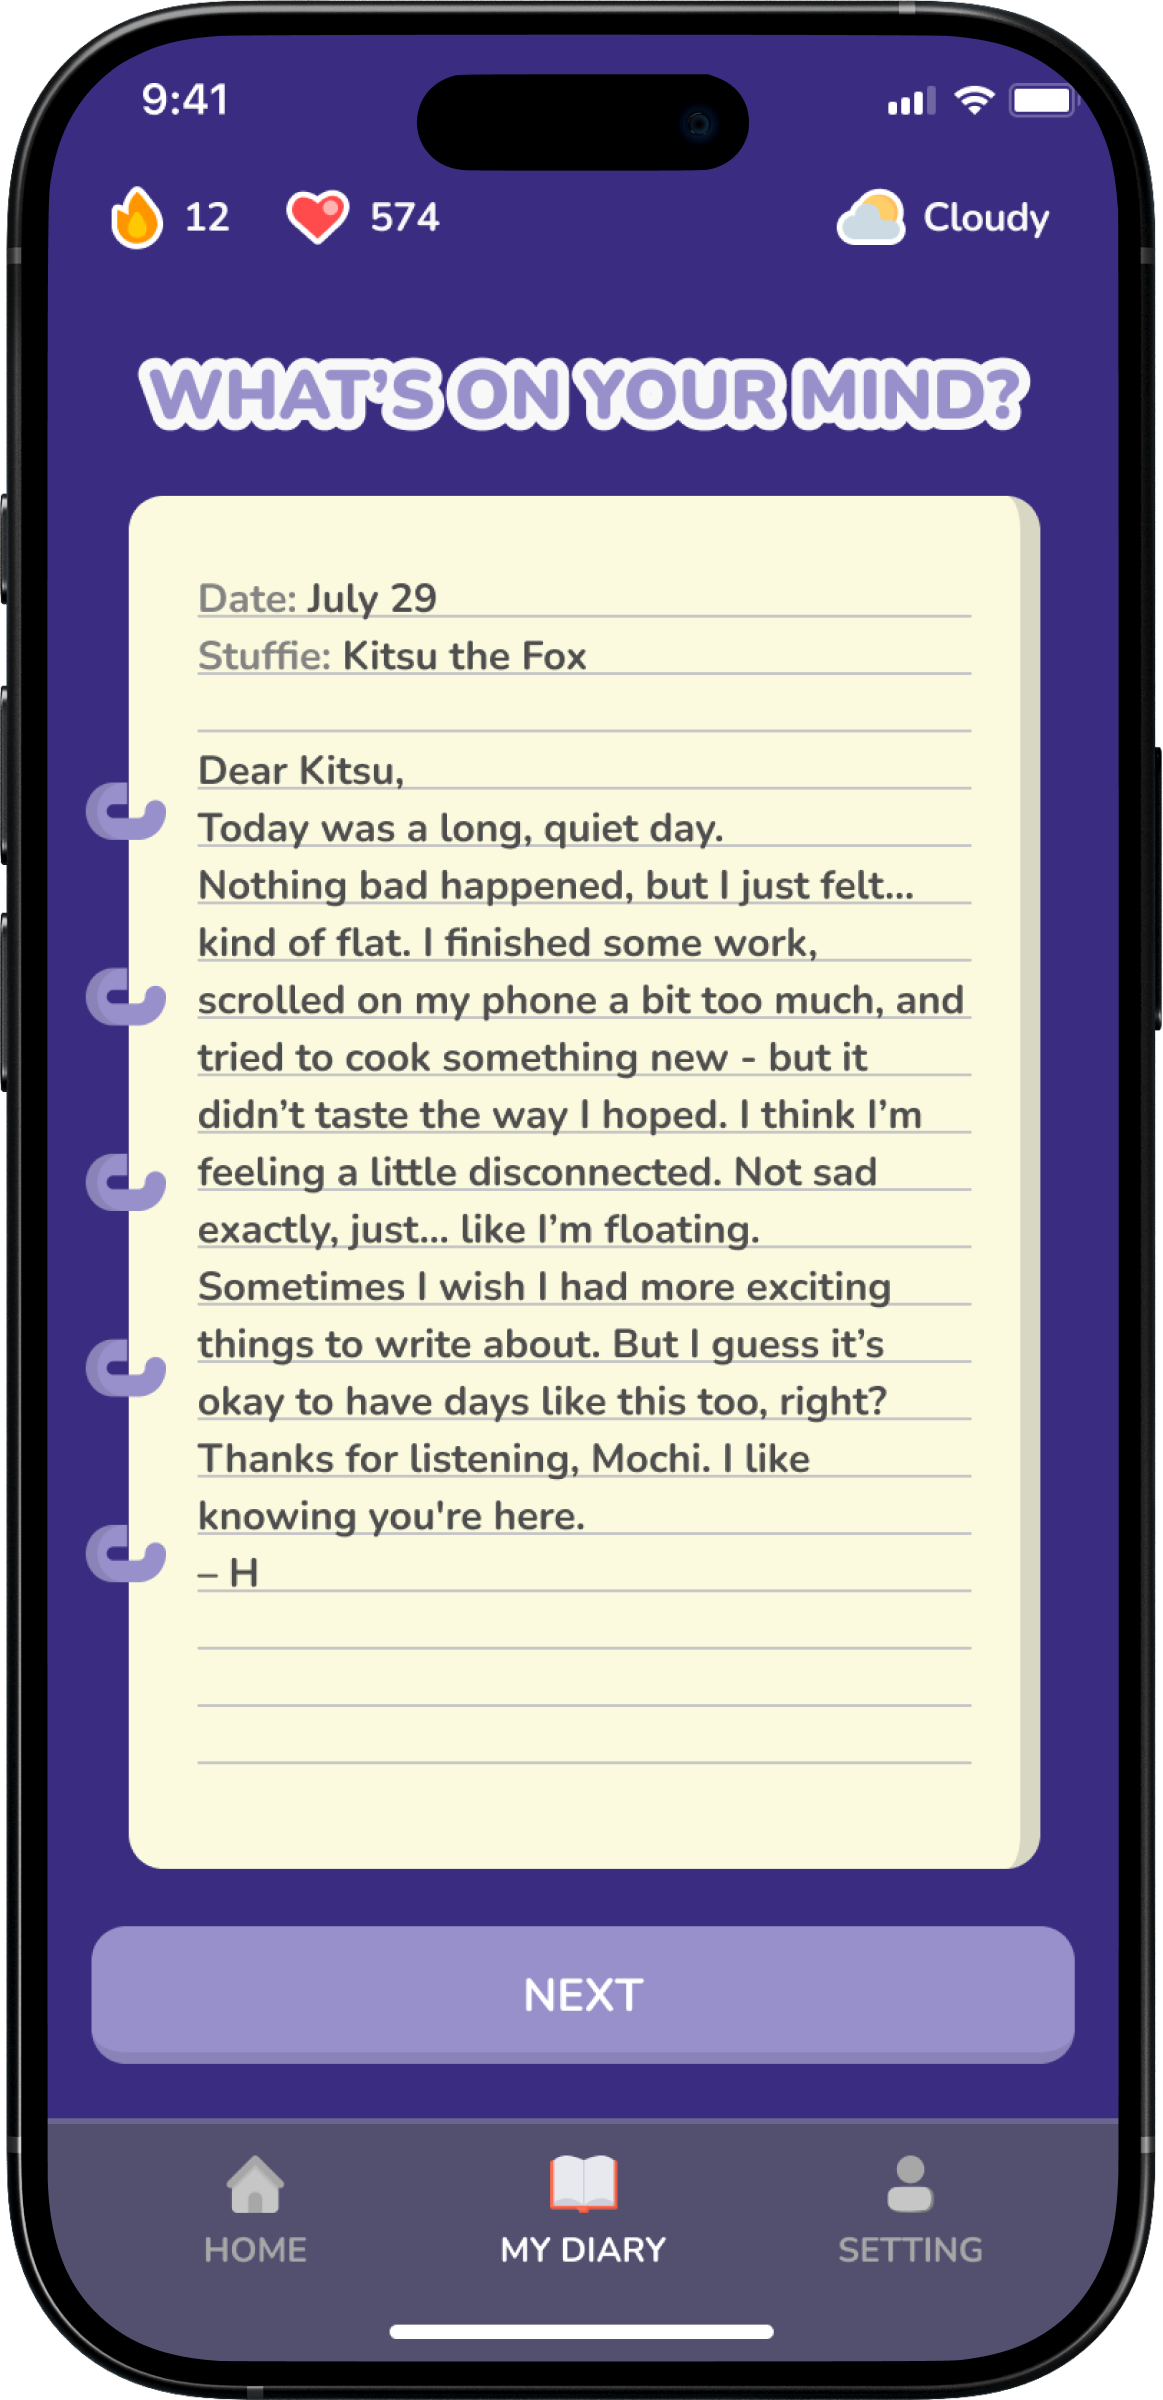 9:41
12 574 Cloudy
WHAT'S ON YOUR MIND?
Date: July 29
Stuffie: Kitsu the Fox
Dear Kitsu,
Today was a long, quiet day.
Nothing bad happened, but I just felt...
kind of flat. I finished some work,
scrolled on my phone a bit too much, and
tried to cook something new - but it
didn’t taste the way I hoped. I think I’m
feeling a little disconnected. Not sad
exactly, just... like I’m floating.
Sometimes I wish I had more exciting
things to write about. But I guess it’s
okay to have days like this too, right?
Thanks for listening, Mochi. I like
knowing you're here.
– H
NEXT
HOME MY DIARY SETTING